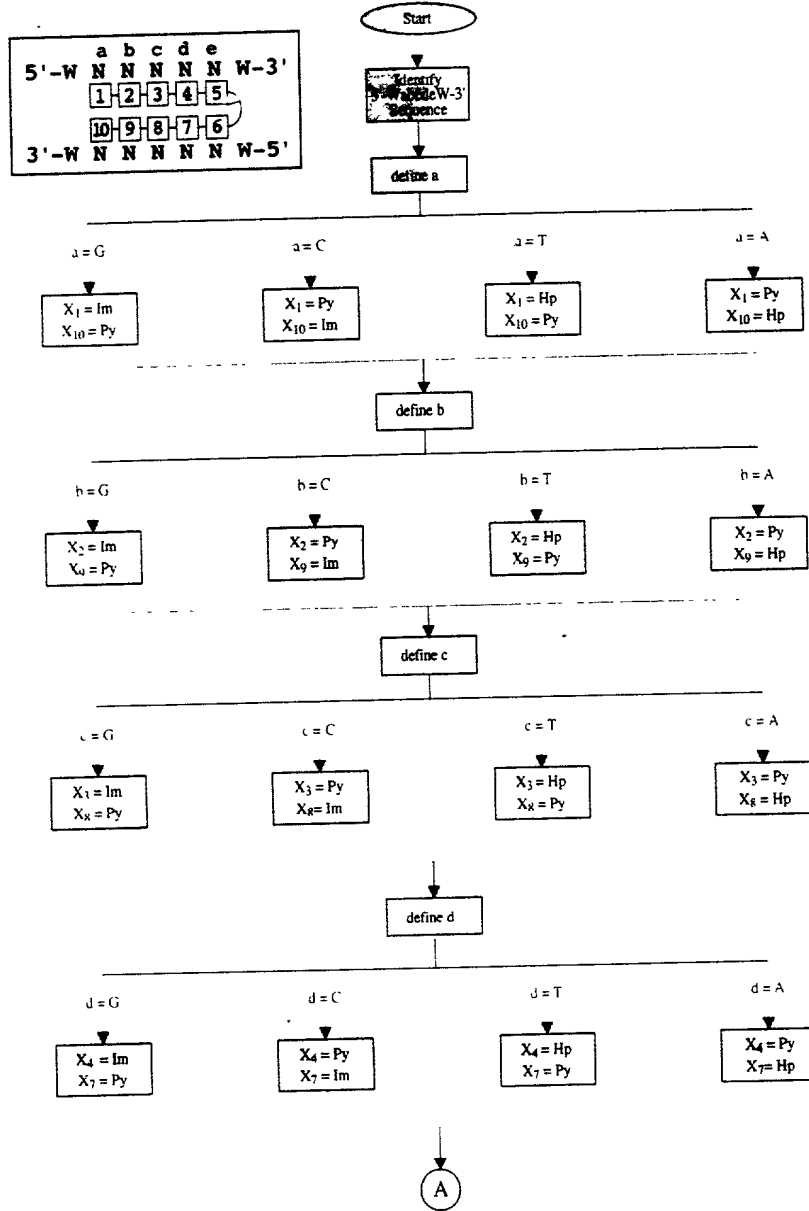 a b c d e
5'-W N N N N N W-3'
1 2 3 4 5
10 9 8 7 6
3'-W N N N N N W-5'
Start
Identify
W-3'
Sequence
define a
a = G
a = C
a = T
a = A
X1 = Im
X10 = Py
X1 = Py
X10 = Im
X1 = Hp
X10 = Py
X1 = Py
X10 = Hp
define b
b = G
b = C
b = T
b = A
X2 = Im
X9 = Py
X2 = Py
X9 = Im
X2 = Hp
X9 = Py
X2 = Py
X9 = Hp
define c
c = G
c = C
c = T
c = A
X3 = Im
X8 = Py
X3 = Py
X8 = Im
X3 = Hp
X8 = Py
X3 = Py
X8 = Hp
define d
d = G
d = C
d = T
d = A
X4 = Im
X7 = Py
X4 = Py
X7 = Im
X4 = Hp
X7 = Py
X4 = Py
X7= Hp
A